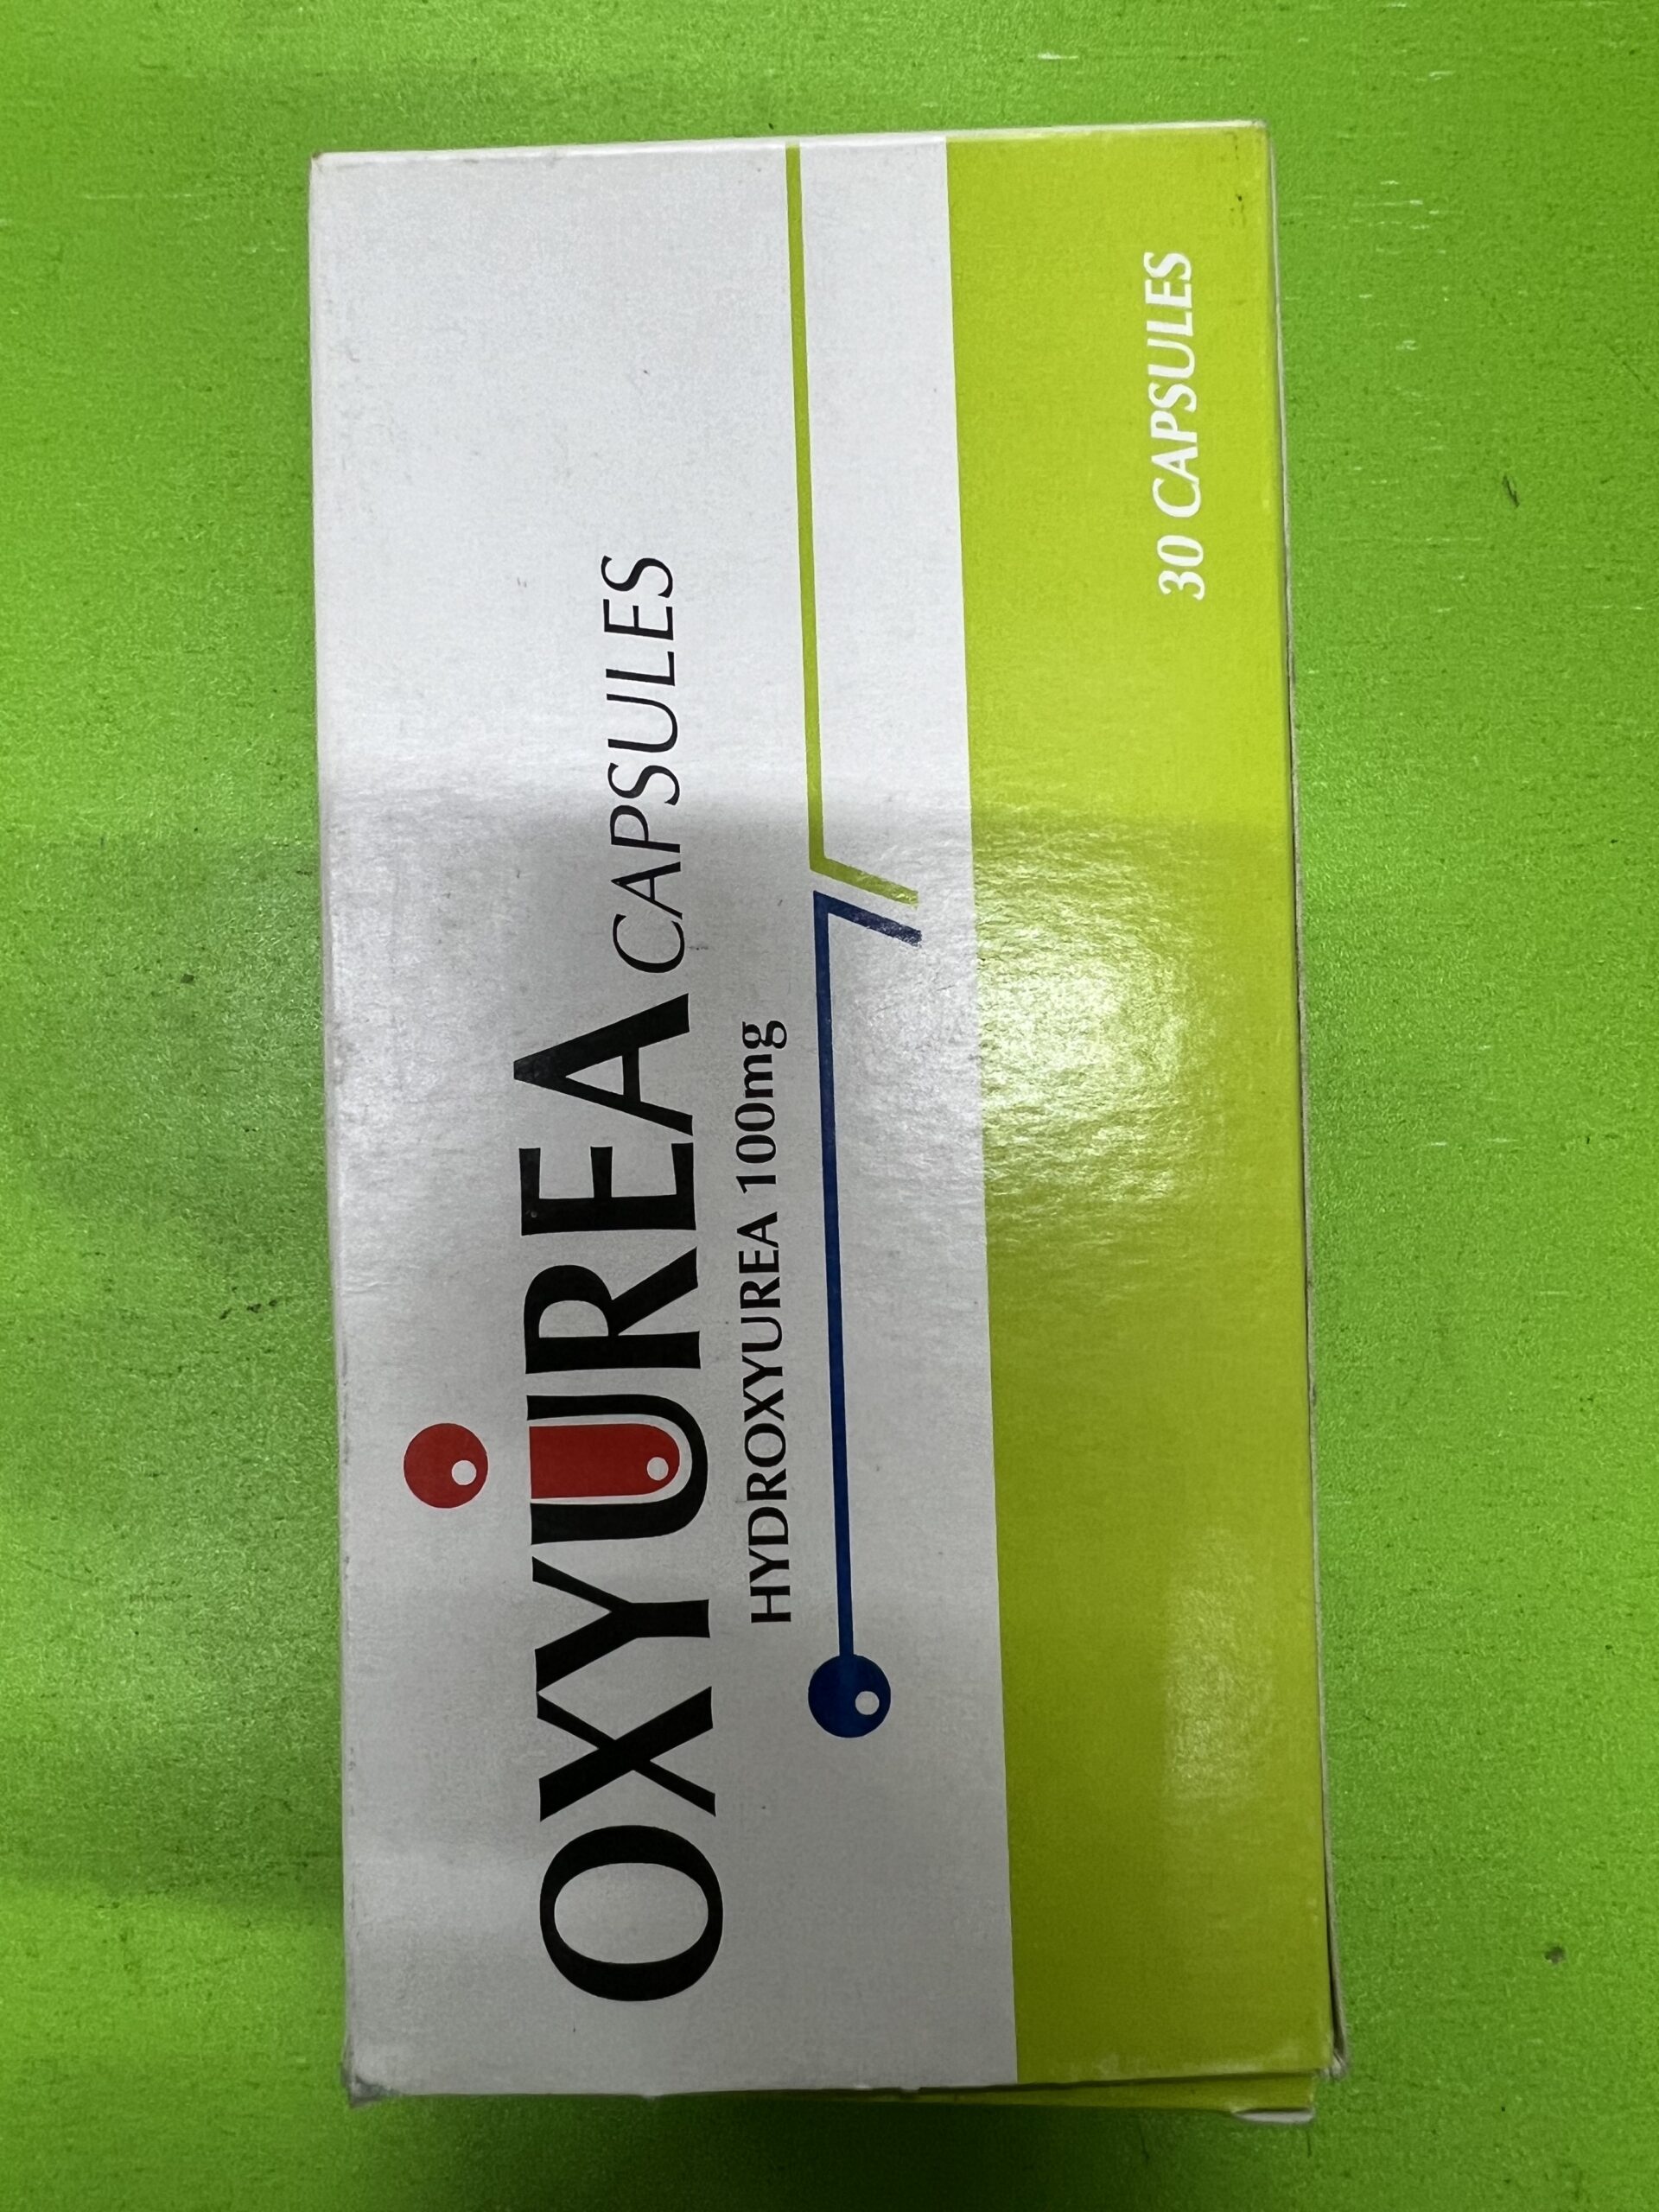 OXYUREA CAPSULES
HYDROXYUREA 100mg
30 CAPSULES